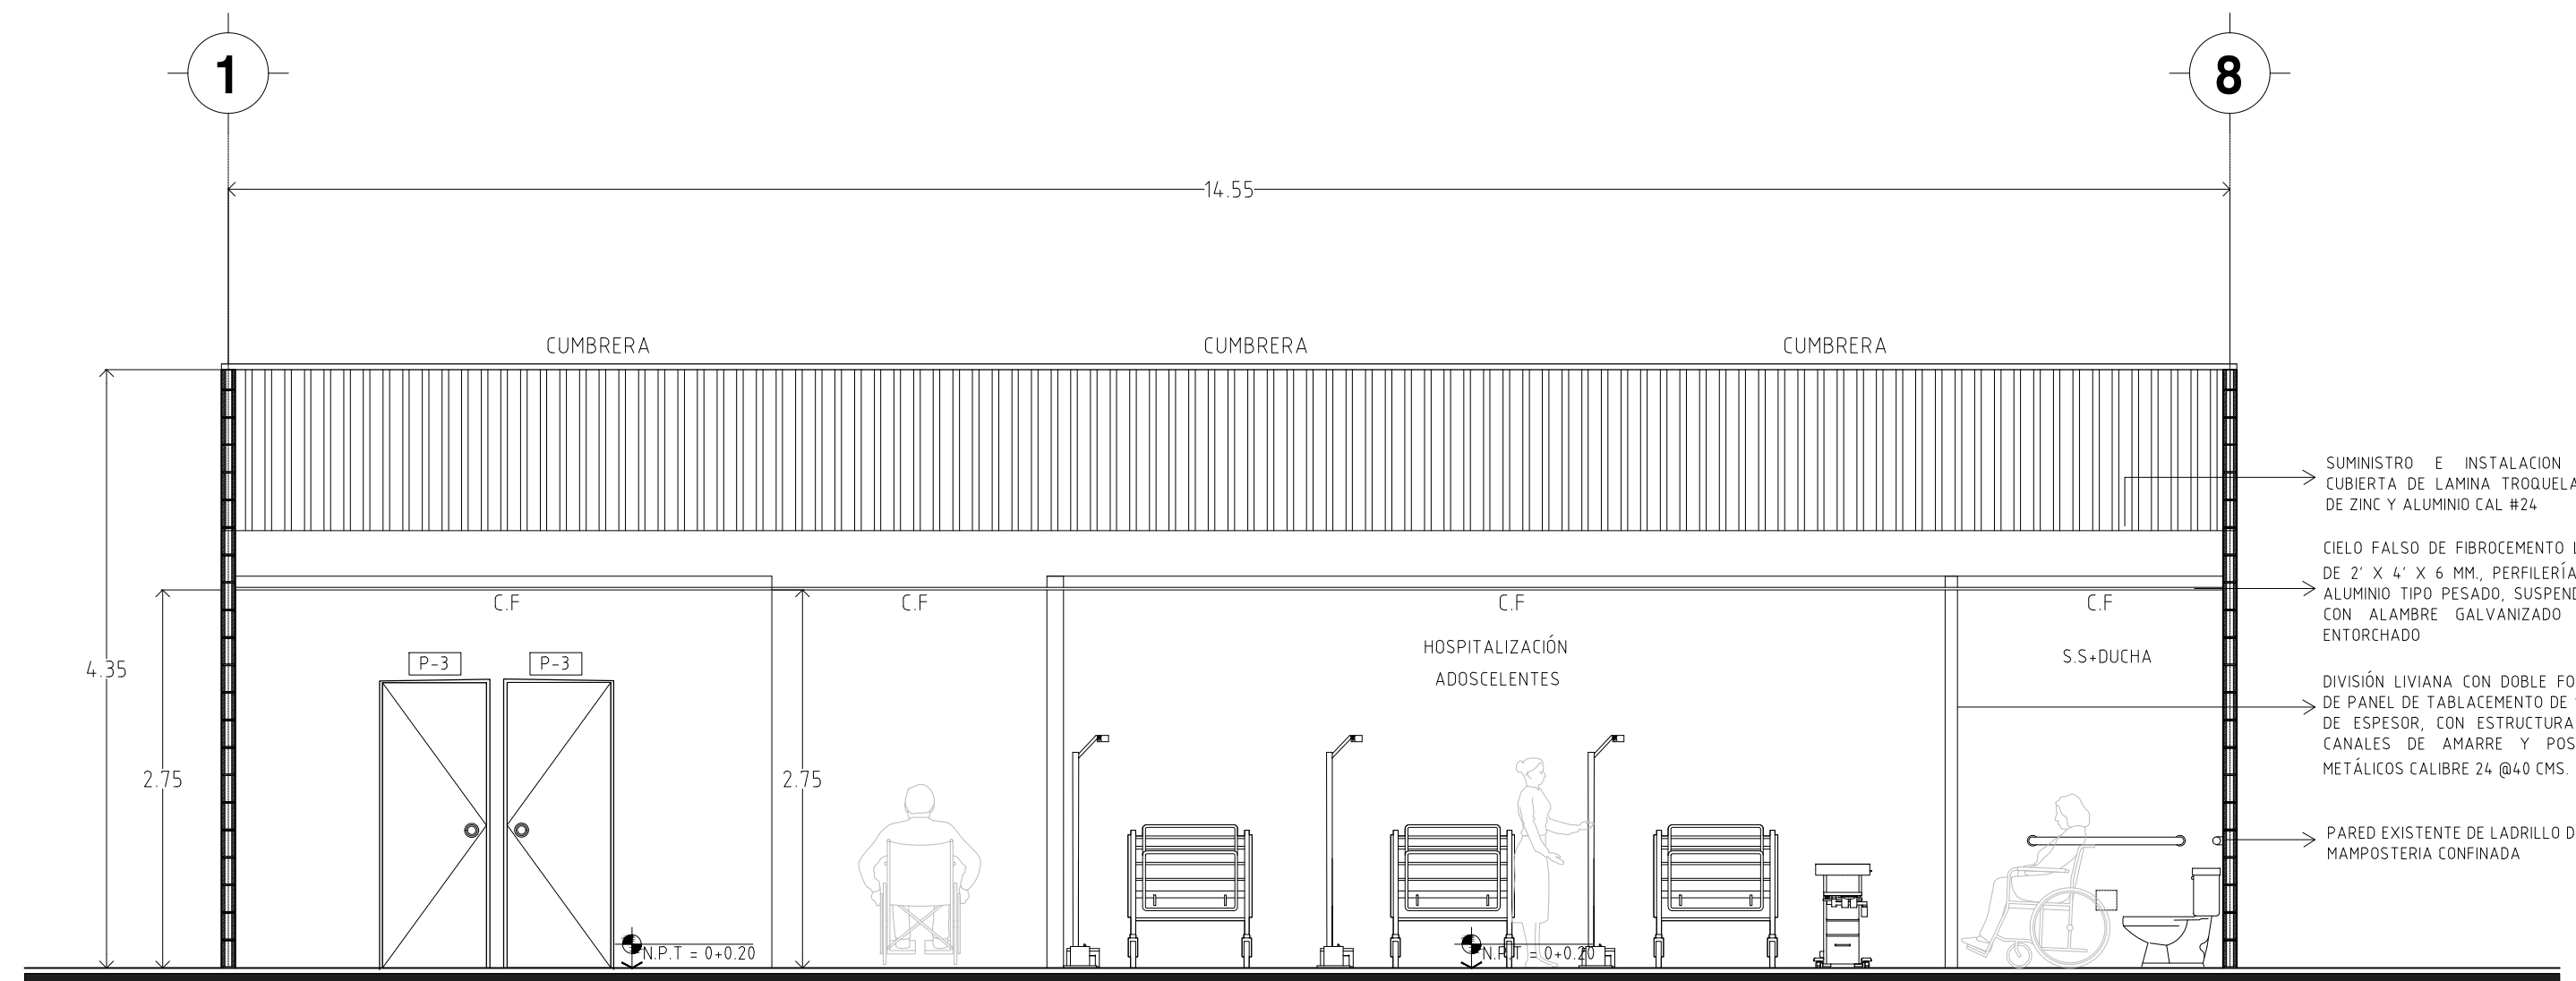 1
8
14.55
CUMBRERA
CUMBRERA
CUMBRERA
SUMINISTRO E INSTALACION
CUBIERTA DE LAMINA TROQUELA
DE ZINC Y ALUMINIO CAL #24
CIELO FALSO DE FIBROCEMENTO
DE 2' X 4' X 6 MM., PERFILERÍA
ALUMINIO TIPO PESADO, SUSPEND
CON ALAMBRE GALVANIZADO
ENTORCHADO
C.F
C.F
C.F
C.F
HOSPITALIZACIÓN
ADOSCELENTES
S.S+DUCHA
P-3
P-3
4.35
2.75
2.75
DIVISIÓN LIVIANA CON DOBLE FO
DE PANEL DE TABLACEMENTO DE
DE ESPESOR, CON ESTRUCTURA
CANALES DE AMARRE Y POS
METÁLICOS CALIBRE 24 @40 CMS.
PARED EXISTENTE DE LADRILLO D
MAMPOSTERIA CONFINADA
N.P.T = 0+0.20
N.P.T = 0+0.20